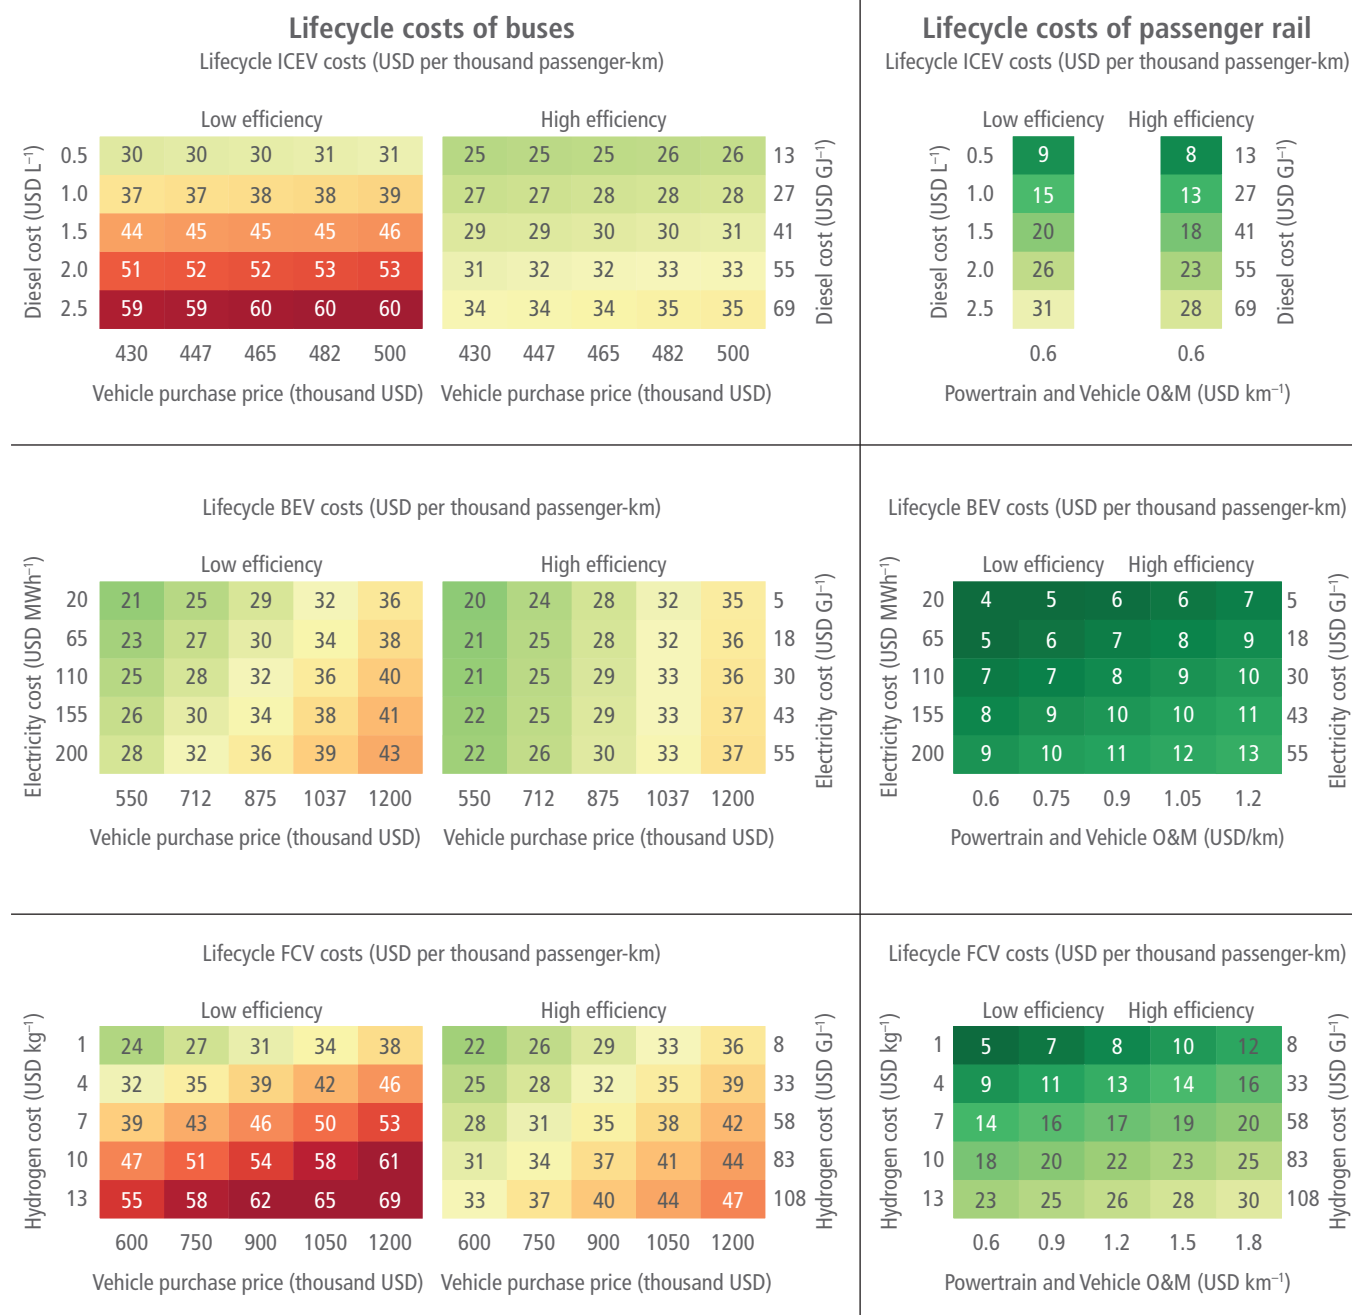 Lifecycle costs of buses
Lifecycle ICEV costs (USD per thousand passenger-km)
Low efficiency High efficiency
Diesel cost (USD L⁻¹)
0.5 30 30 30 31 31 25 25 25 26 26 13
1.0 37 37 38 38 39 27 27 28 28 28 27
1.5 44 45 45 45 46 29 29 30 30 31 41
2.0 51 52 52 53 53 31 32 32 33 33 55
2.5 59 59 60 60 60 34 34 34 35 35 69
Diesel cost (USD GJ⁻¹)
430 447 465 482 500 430 447 465 482 500
Vehicle purchase price (thousand USD) Vehicle purchase price (thousand USD)
Lifecycle costs of passenger rail
Lifecycle ICEV costs (USD per thousand passenger-km)
Low efficiency High efficiency
Diesel cost (USD L⁻¹)
0.5 9 8 13
1.0 15 13 27
1.5 20 18 41
2.0 26 23 55
2.5 31 28 69
Diesel cost (USD GJ⁻¹)
0.6 0.6
Powertrain and Vehicle O&M (USD km⁻¹)
Lifecycle BEV costs (USD per thousand passenger-km)
Low efficiency High efficiency
Electricity cost (USD MWh⁻¹)
20 21 25 29 32 36 20 24 28 32 35 5
65 23 27 30 34 38 21 25 28 32 36 18
110 25 28 32 36 40 21 25 29 33 36 30
155 26 30 34 38 41 22 25 29 33 37 43
200 28 32 36 39 43 22 26 30 33 37 55
Electricity cost (USD GJ⁻¹)
550 712 875 1037 1200 550 712 875 1037 1200
Vehicle purchase price (thousand USD) Vehicle purchase price (thousand USD)
Lifecycle BEV costs (USD per thousand passenger-km)
Low efficiency High efficiency
Electricity cost (USD MWh⁻¹)
20 4 5 6 6 7 5
65 5 6 7 8 9 18
110 7 7 8 9 10 30
155 8 9 10 10 11 43
200 9 10 11 12 13 55
Electricity cost (USD GJ⁻¹)
0.6 0.75 0.9 1.05 1.2
Powertrain and Vehicle O&M (USD/km)
Lifecycle FCV costs (USD per thousand passenger-km)
Low efficiency High efficiency
Hydrogen cost (USD kg⁻¹)
1 24 27 31 34 38 22 26 29 33 36 8
4 32 35 39 42 46 25 28 32 35 39 33
7 39 43 46 50 53 28 31 35 38 42 58
10 47 51 54 58 61 31 34 37 41 44 83
13 55 58 62 65 69 33 37 40 44 47 108
Hydrogen cost (USD GJ⁻¹)
600 750 900 1050 1200 600 750 900 1050 1200
Vehicle purchase price (thousand USD) Vehicle purchase price (thousand USD)
Lifecycle FCV costs (USD per thousand passenger-km)
Low efficiency High efficiency
Hydrogen cost (USD kg⁻¹)
1 5 7 8 10 12 8
4 9 11 13 14 16 33
7 14 16 17 19 20 58
10 18 20 22 23 25 83
13 23 25 26 28 30 108
Hydrogen cost (USD GJ⁻¹)
0.6 0.9 1.2 1.5 1.8
Powertrain and Vehicle O&M (USD km⁻¹)